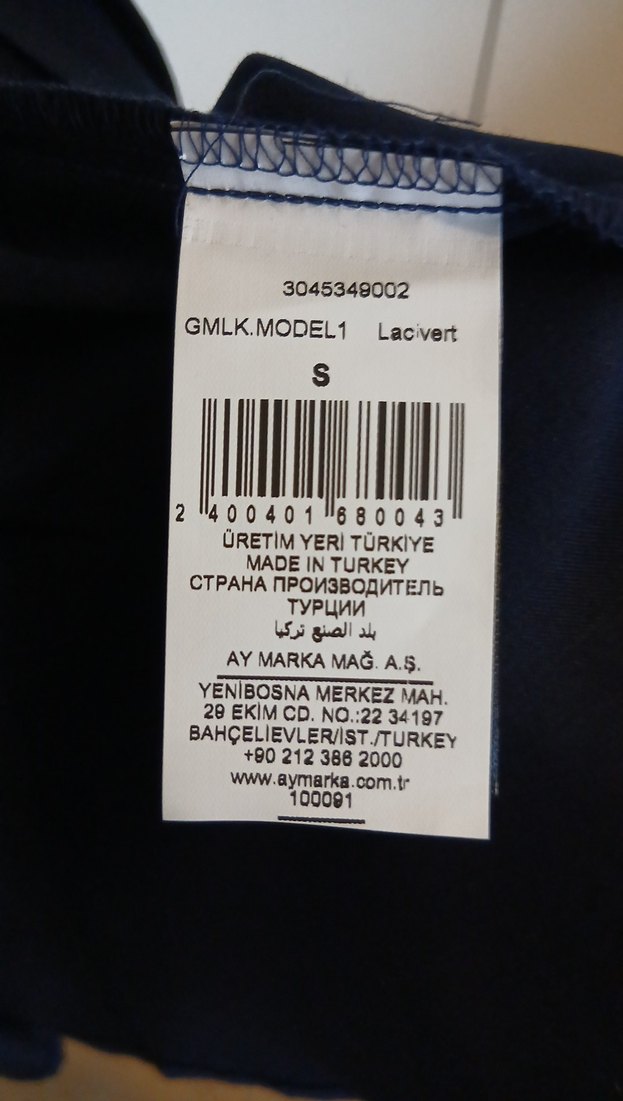 3045349002
GMLK.MODEL1 Lacivert
S
2 400401 680043
ÜRETİM YERİ TÜRKİYE
MADE IN TURKEY
СТРАНА ПРОИЗВОДИТЕЛЬ
ТУРЦИИ
بلد الصنع تركيا
AY MARKA MAĞ. A.Ş.
YENİBOSNA MERKEZ MAH.
29 EKİM CD. NO.:22 34197
BAHÇELİEVLER/İST./TURKEY
+90 212 386 2000
www.aymarka.com.tr
100091